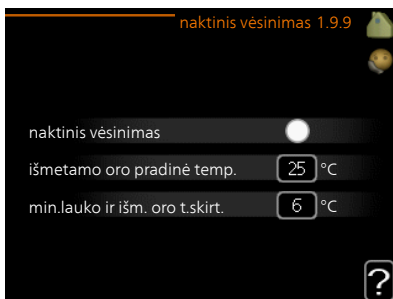 naktinis vėsinimas 1.9.9
naktinis vėsinimas
išmetamo oro pradinė temp. 25 °C
min.lauko ir išm. oro t.skirt. 6 °C
?